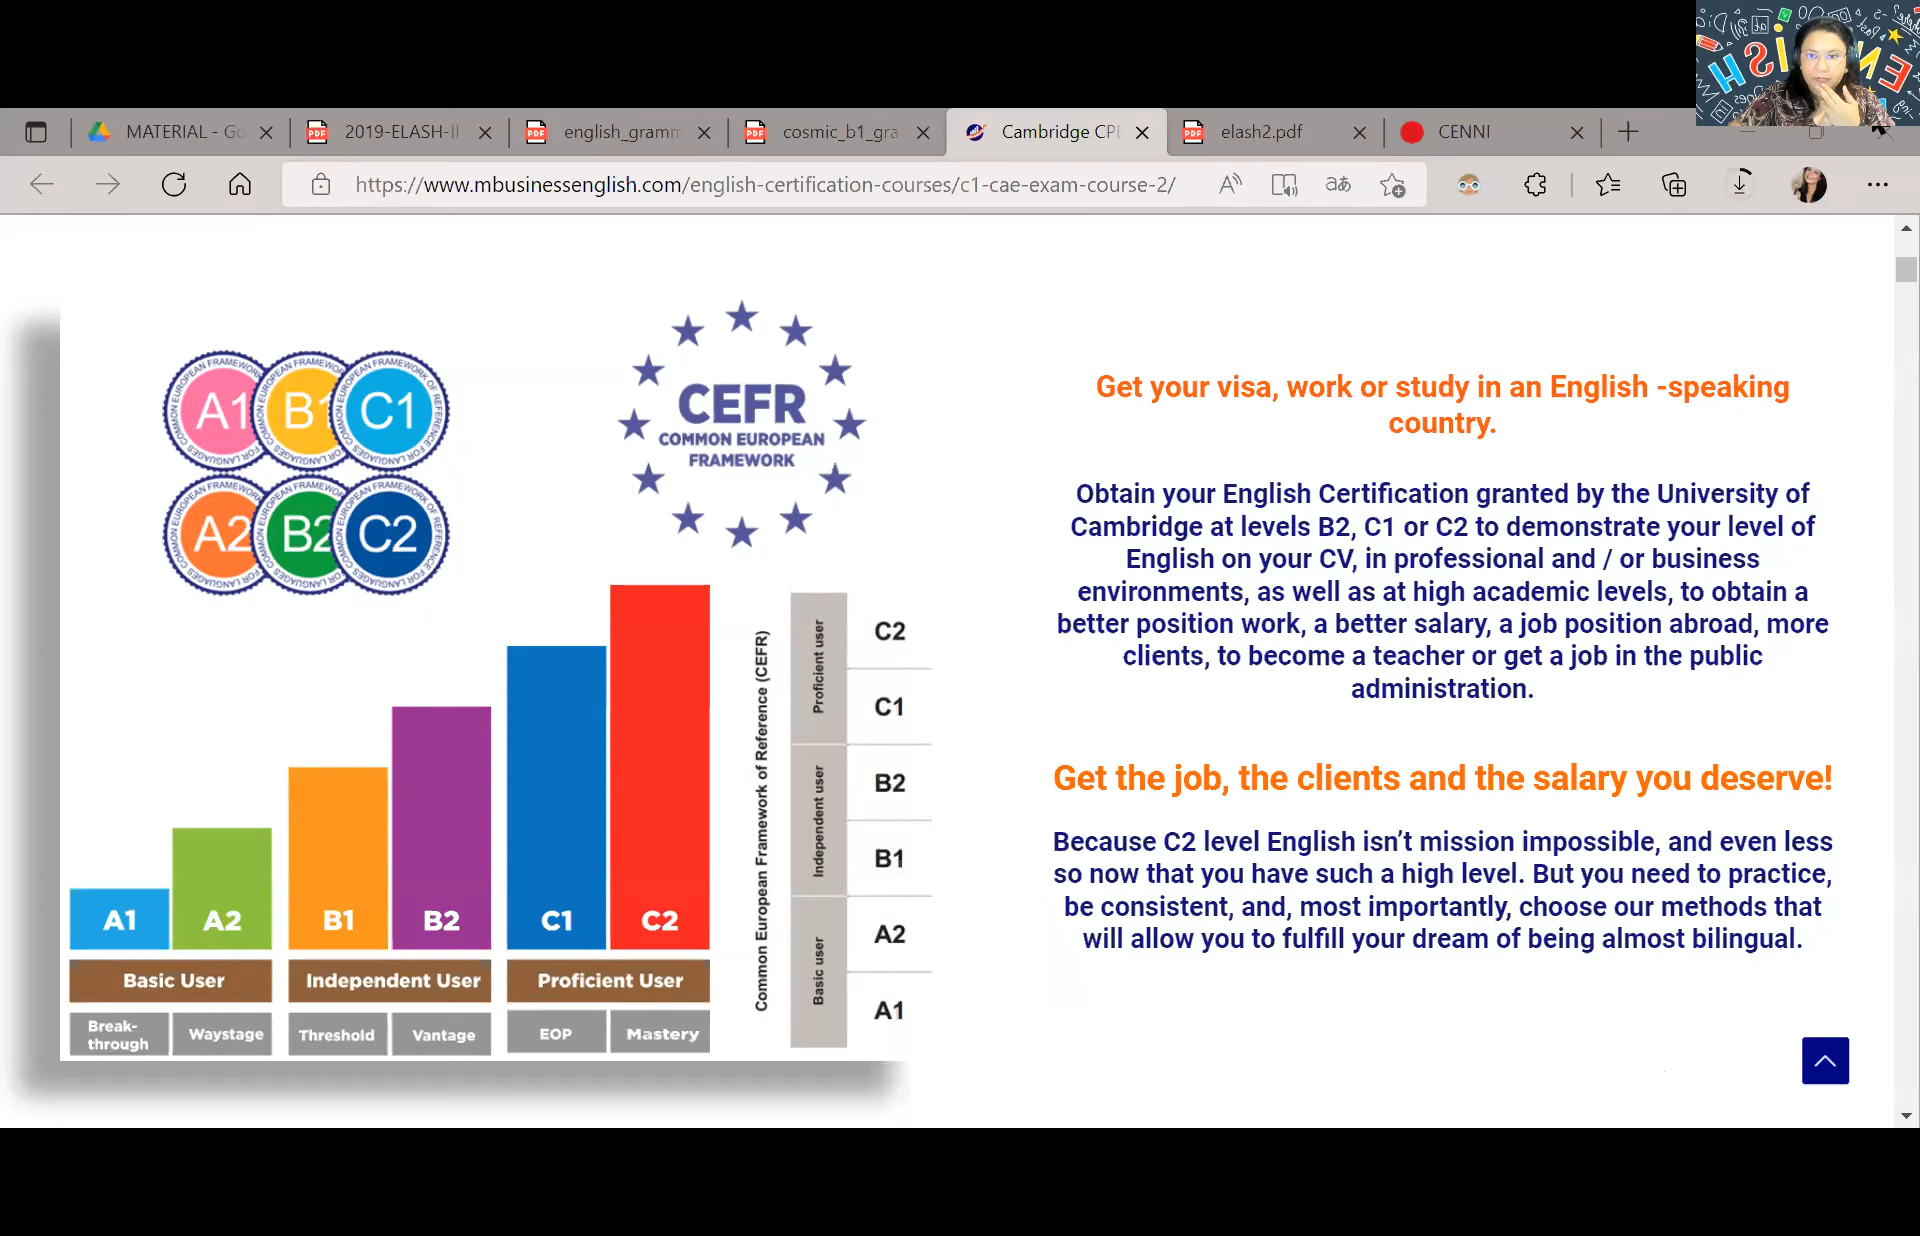 MATERIAL - Go
2019-ELASH-II
english_gramm
cosmic_b1_gra
Cambridge CPE
elash2.pdf
CENNI
https://www.mbusinessenglish.com/english-certification-courses/c1-cae-exam-course-2/
A1
B1
C1
A2
B2
C2
CEFR
COMMON EUROPEAN
FRAMEWORK
Get your visa, work or study in an English -speaking
country.
Obtain your English Certification granted by the University of
Cambridge at levels B2, C1 or C2 to demonstrate your level of
English on your CV, in professional and / or business
environments, as well as at high academic levels, to obtain a
better position work, a better salary, a job position abroad, more
clients, to become a teacher or get a job in the public
administration.
Get the job, the clients and the salary you deserve!
Because C2 level English isn’t mission impossible, and even less
so now that you have such a high level. But you need to practice,
be consistent, and, most importantly, choose our methods that
will allow you to fulfill your dream of being almost bilingual.
A1
A2
B1
B2
C1
C2
Basic User
Independent User
Proficient User
Break-
through
Waystage
Threshold
Vantage
EOP
Mastery
Common European Framework of Reference (CEFR)
Proficient user
Independent user
Basic user
C2
C1
B2
B1
A2
A1